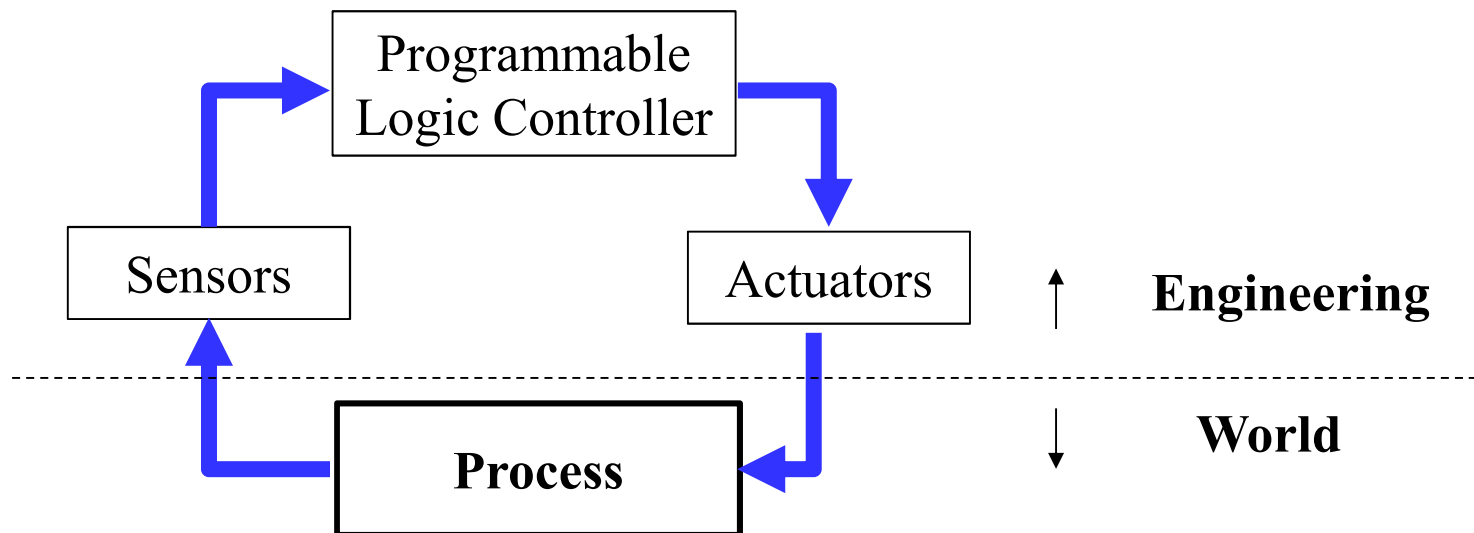 Programmable
Logic Controller
Sensors
Actuators
Engineering
World
Process